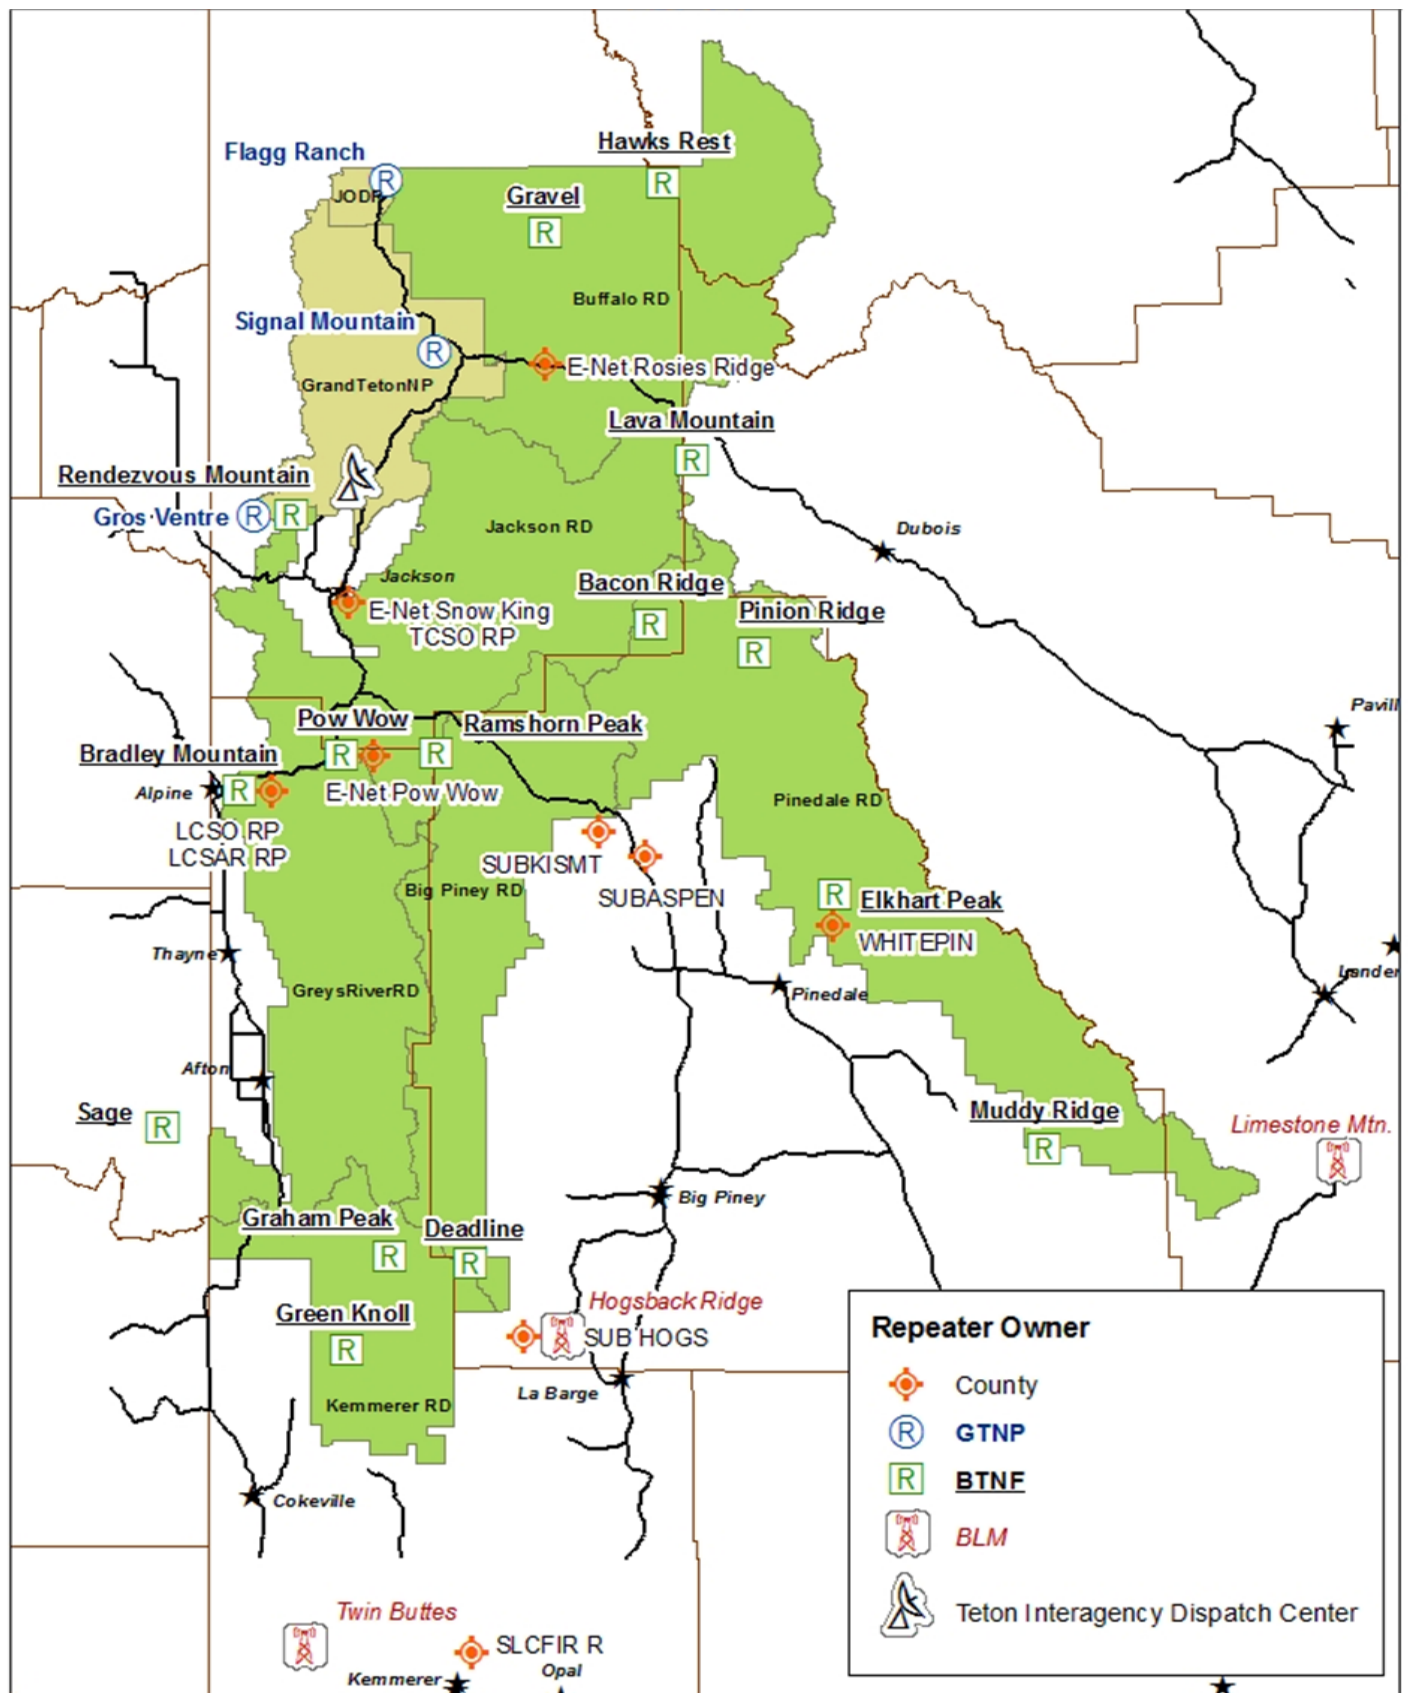 Hawks Rest
Flagg Ranch
R
R
JODR
Gravel
R
Buffalo RD
Signal Mountain
R
E-Net Rosies Ridge
GrandTetonNP
Lava Mountain
R
Rendezvous Mountain
Gros Ventre
R
R
Jackson RD
Dubois
Jackson
Bacon Ridge
E-Net Snow King
TCSO RP
R
Pinion Ridge
R
Pavill
Pow Wow
Ramshorn Peak
Bradley Mountain
R
R
Alpine
R
E-Net Pow Wow
Pinedale RD
LCSO RP
LCSAR RP
SUBKISMT
SUBASPEN
Big Piney RD
R
Elkhart Peak
WHITEPIN
Thayne
Lander
GreysRiverRD
Pinedale
Afton
Sage
R
Muddy Ridge
R
Limestone Mtn.
Big Piney
Graham Peak
R
Deadline
R
Hogsback Ridge
SUB HOGS
Green Knoll
R
La Barge
Kemmerer RD
Cokeville
Twin Buttes
SLCFIR R
Opal
Kemmerer
Repeater Owner
County
R
GTNP
R
BTNF
BLM
Teton Interagency Dispatch Center